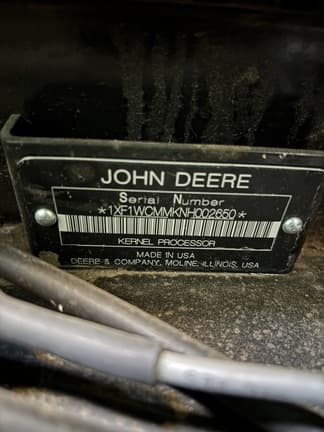 JOHN DEERE
Serial Number
*1XF1WCMMKNH002650*
KERNEL PROCESSOR
MADE IN USA
DEERE & COMPANY, MOLINE, ILLINOIS, USA